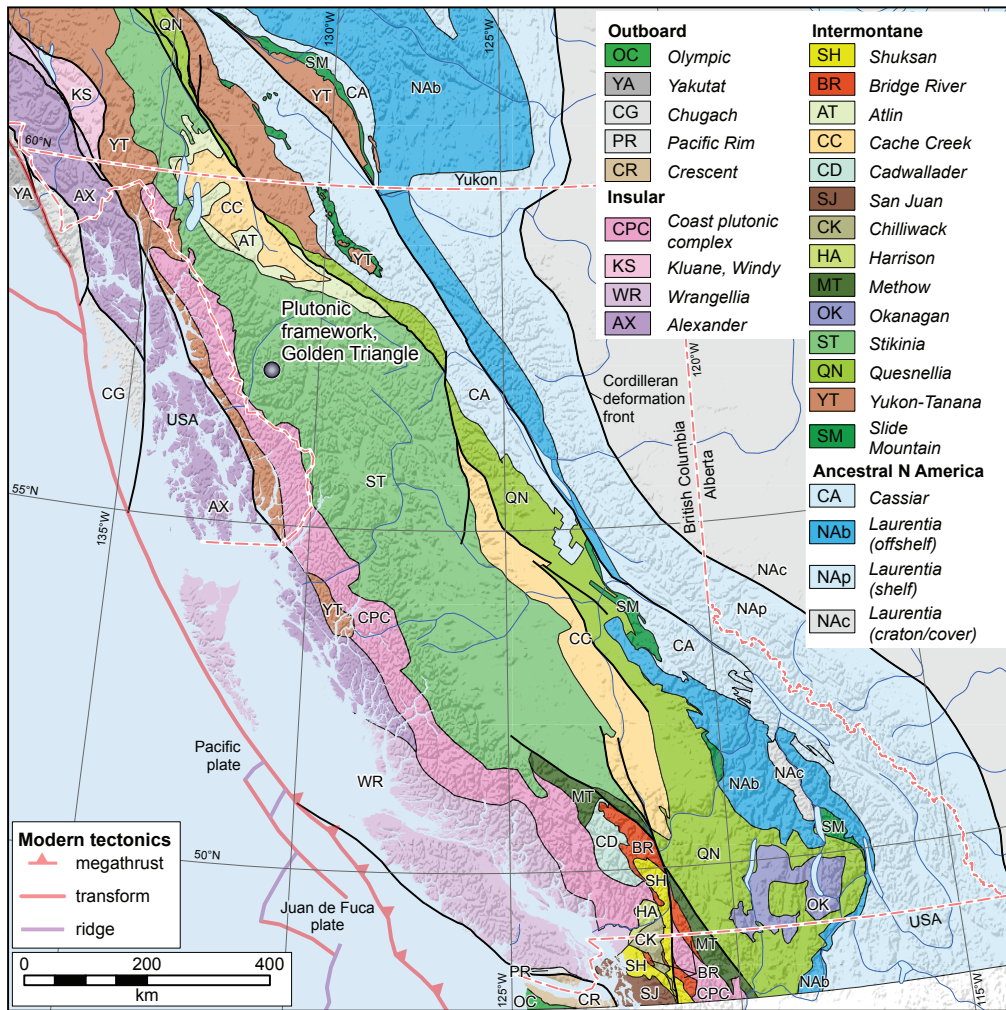 Outboard
OC Olympic
YA Yakutat
CG Chugach
PR Pacific Rim
CR Crescent
Insular
CPC Coast plutonic
complex
KS Kluane, Windy
WR Wrangellia
AX Alexander
Intermontane
SH Shuksan
BR Bridge River
AT Atlin
CC Cache Creek
CD Cadwallader
SJ San Juan
CK Chilliwack
HA Harrison
MT Methow
OK Okanagan
ST Stikinia
QN Quesnellia
YT Yukon-Tanana
SM Slide
Mountain
Ancestral N America
CA Cassiar
NAb Laurentia
(offshelf)
NAp Laurentia
(shelf)
NAc Laurentia
(craton/cover)
QN
130°W
125°W
SM
YT
CA
NAb
KS
60°N
YT
Yukon
YA
AX
CC
AT
YT
Plutonic
framework,
Golden Triangle
120°W
Cordilleran
deformation
front
CA
CG
USA
British Columbia
Alberta
ST
QN
55°N
AX
135°W
NAc
NAp
SM
YT
CPC
CC
CA
Pacific
plate
WR
NAb
NAc
MT
SM
CD
BR
QN
50°N
SH
OK
HA
USA
Juan de Fuca
plate
CK
MT
SH
BR
PR
125°W
OC
CR
SJ
CPC
NAb
115°W
Modern tectonics
megathrust
transform
ridge
0 200 400
km